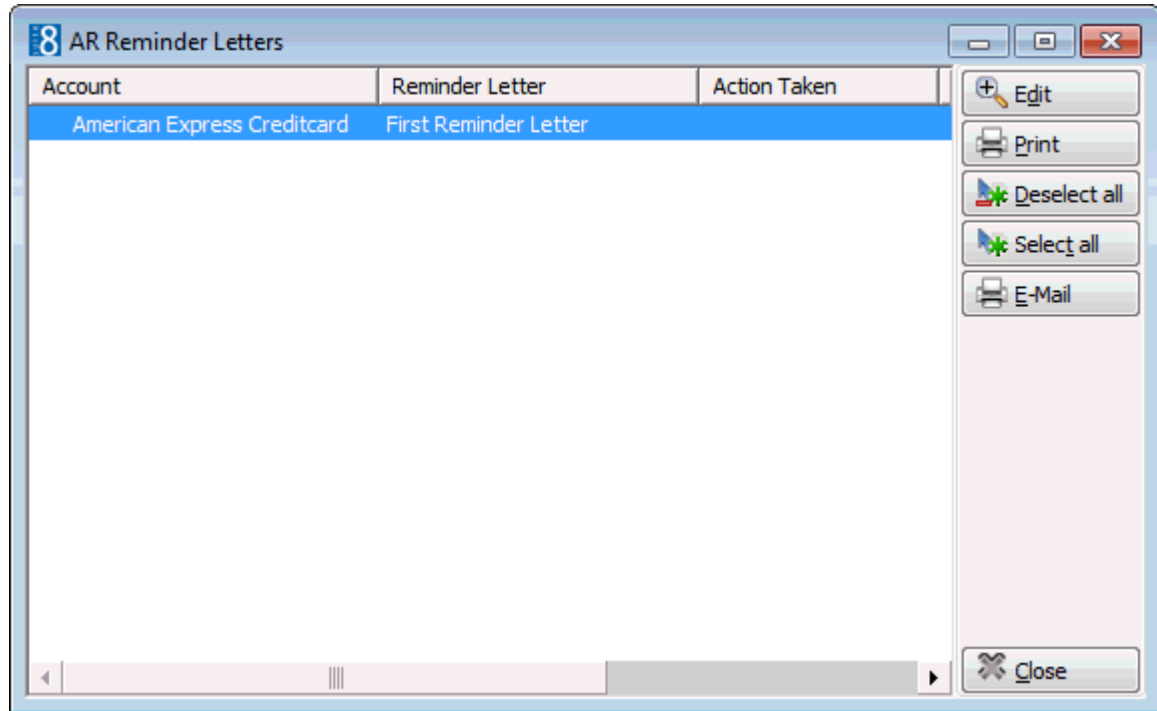 8 AR Reminder Letters
Account Reminder Letter Action Taken
American Express Creditcard First Reminder Letter
Edit
Print
Deselect all
Select all
E-Mail
Close